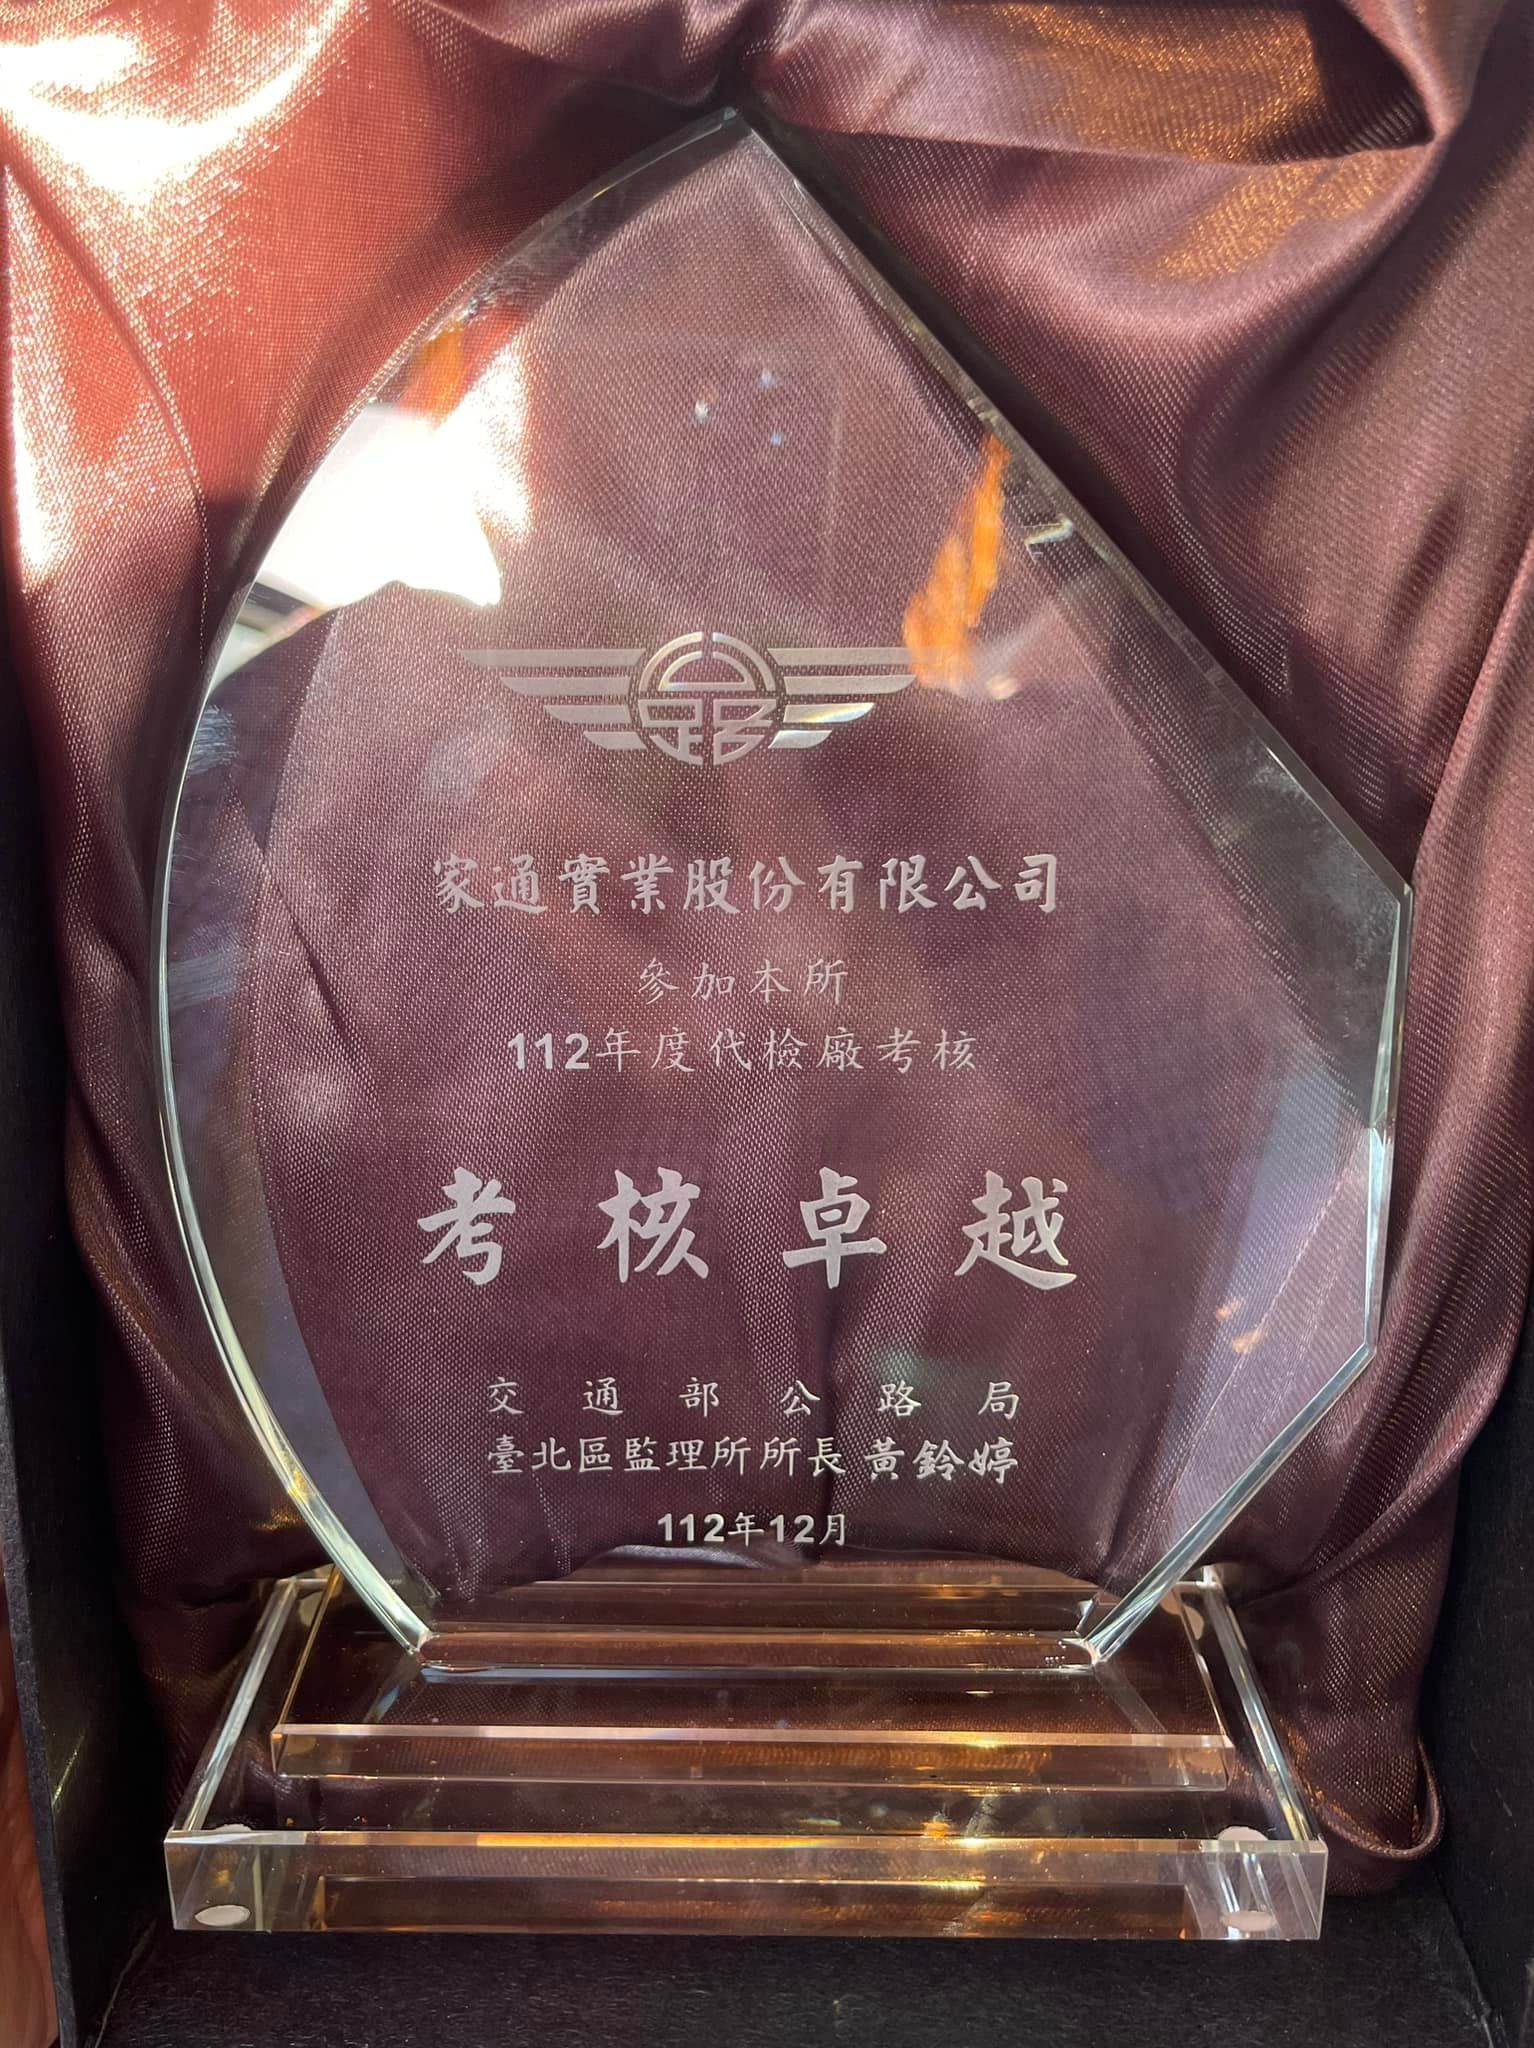 家通實業股份有限公司
參加本所
112年度代檢廠考核
考核卓越
交通部公路局
臺北區監理所所長黃鈴婷
112年12月